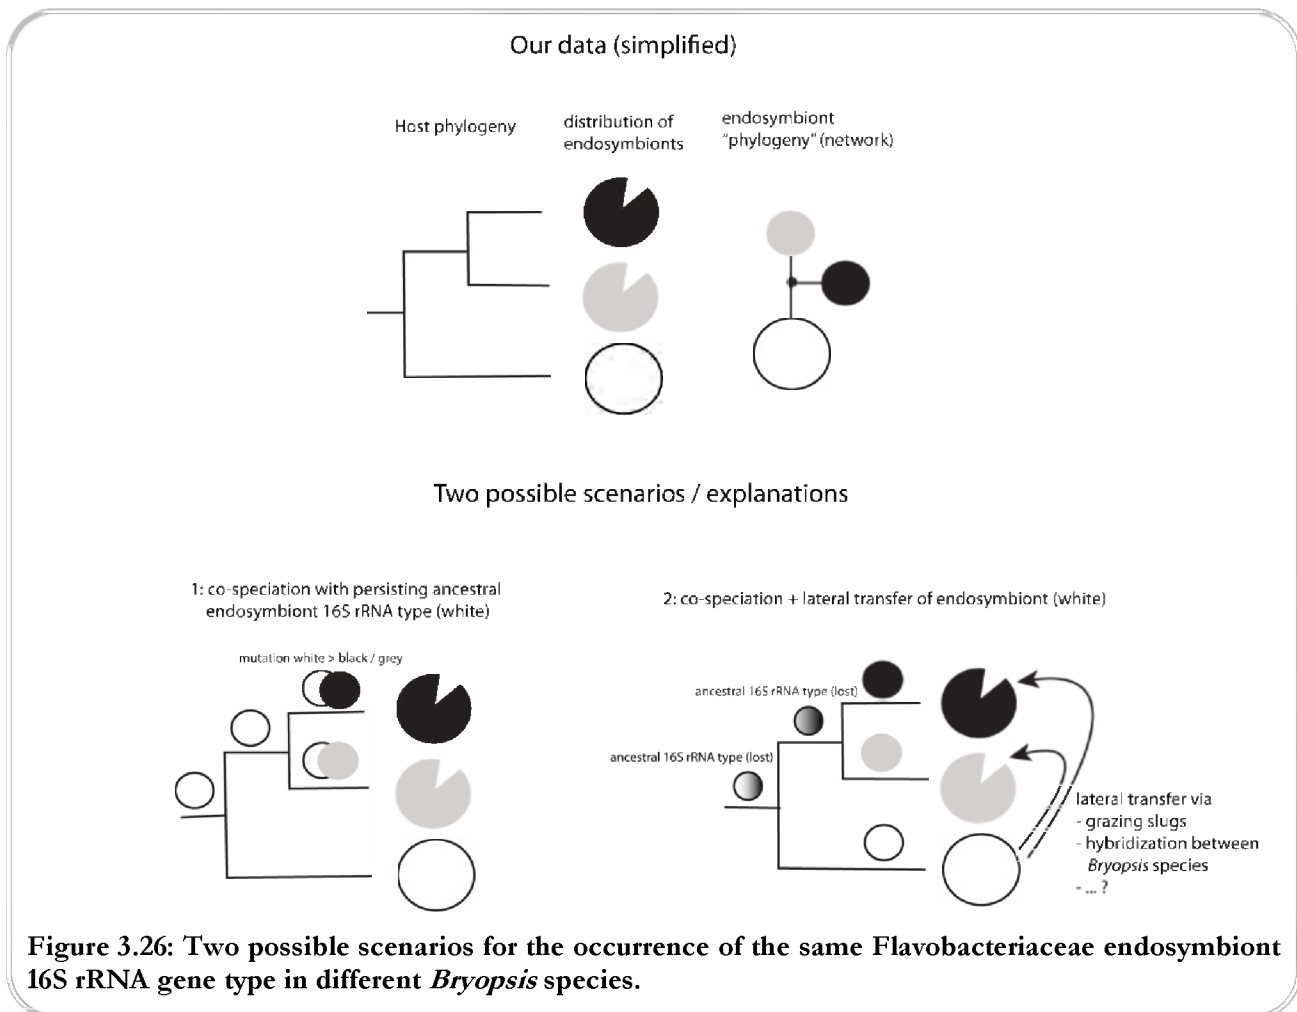 Our data (simplified)
Host phylogeny
distribution of
endosymbionts
endosymbiont
"phylogeny" (network)
Two possible scenarios / explanations
1: co-speciation with persisting ancestral
endosymbiont 16S rRNA type (white)
mutation white > black / grey
2: co-speciation + lateral transfer of endosymbiont (white)
ancestral 16S rRNA type (lost)
ancestral 16S rRNA type (lost)
lateral transfer via
- grazing slugs
- hybridization between
Bryopsis species
- ... ?
Figure 3.26: Two possible scenarios for the occurrence of the same Flavobacteriaceae endosymbiont
16S rRNA gene type in different Bryopsis species.